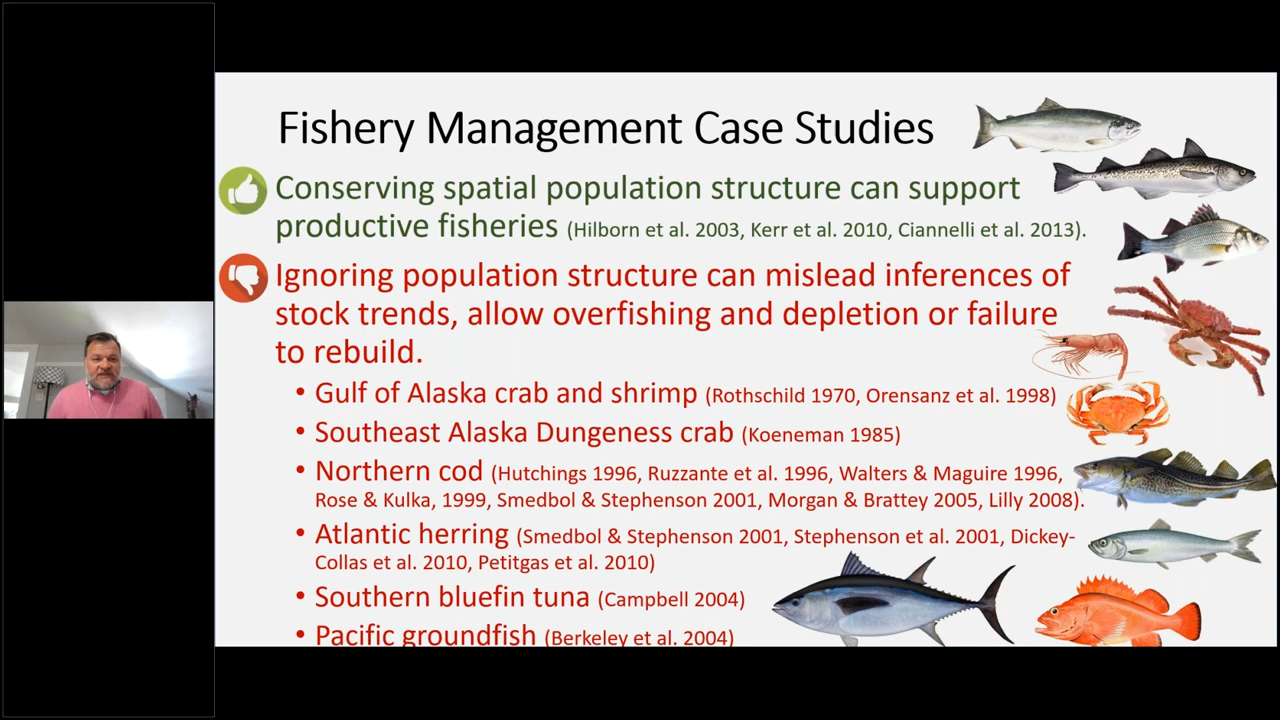 Fishery Management Case Studies
Conserving spatial population structure can support
productive fisheries (Hilborn et al. 2003, Kerr et al. 2010, Ciannelli et al. 2013).
Ignoring population structure can mislead inferences of
stock trends, allow overfishing and depletion or failure
to rebuild.
• Gulf of Alaska crab and shrimp (Rothschild 1970, Orensanz et al. 1998)
• Southeast Alaska Dungeness crab (Koeneman 1985)
• Northern cod (Hutchings 1996, Ruzzante et al. 1996, Walters & Maguire 1996,
Rose & Kulka, 1999, Smedbol & Stephenson 2001, Morgan & Brattey 2005, Lilly 2008).
• Atlantic herring (Smedbol & Stephenson 2001, Stephenson et al. 2001, Dickey-
Collas et al. 2010, Petitgas et al. 2010)
• Southern bluefin tuna (Campbell 2004)
• Pacific groundfish (Berkeley et al. 2004)